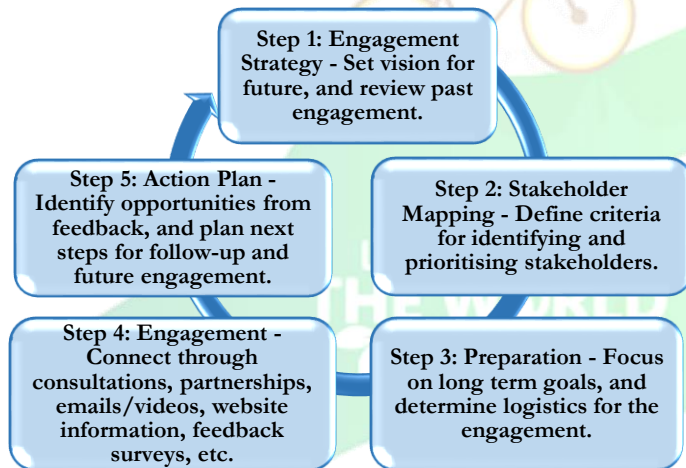 Step 1: Engagement
Strategy - Set vision for
future, and review past
engagement.
Step 2: Stakeholder
Mapping - Define criteria
for identifying and
prioritising stakeholders.
Step 3: Preparation - Focus
on long term goals, and
determine logistics for the
engagement.
Step 4: Engagement -
Connect through
consultations, partnerships,
emails/videos, website
information, feedback
surveys, etc.
Step 5: Action Plan -
Identify opportunities from
feedback, and plan next
steps for follow-up and
future engagement.
THE WORLD